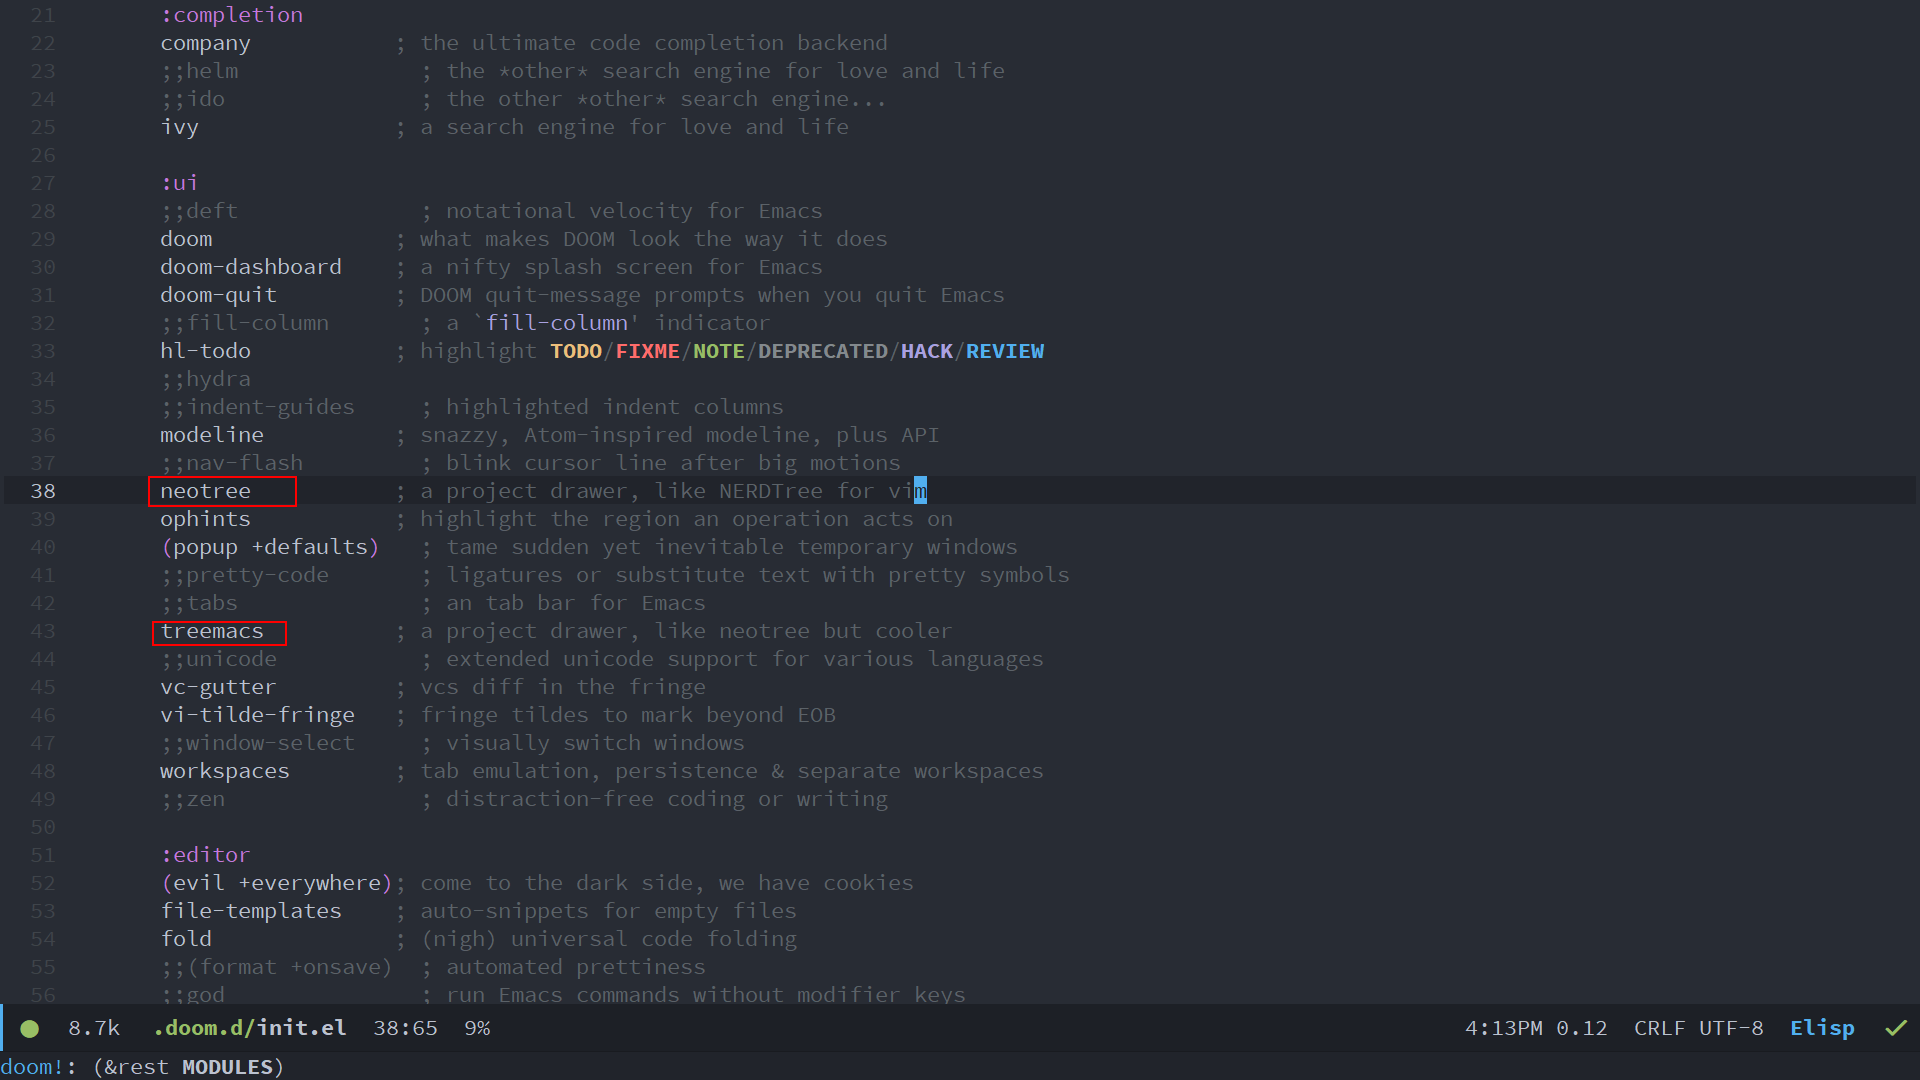 21 :completion
22 company ; the ultimate code completion backend
23 ;;helm ; the *other* search engine for love and life
24 ;;ido ; the other *other* search engine...
25 ivy ; a search engine for love and life
26
27 :ui
28 ;;deft ; notational velocity for Emacs
29 doom ; what makes DOOM look the way it does
30 doom-dashboard ; a nifty splash screen for Emacs
31 doom-quit ; DOOM quit-message prompts when you quit Emacs
32 ;;fill-column ; a `fill-column' indicator
33 hl-todo ; highlight TODO/FIXME/NOTE/DEPRECATED/HACK/REVIEW
34 ;;hydra
35 ;;indent-guides ; highlighted indent columns
36 modeline ; snazzy, Atom-inspired modeline, plus API
37 ;;nav-flash ; blink cursor line after big motions
38 neotree ; a project drawer, like NERDTree for vim
39 ophints ; highlight the region an operation acts on
40 (popup +defaults) ; tame sudden yet inevitable temporary windows
41 ;;pretty-code ; ligatures or substitute text with pretty symbols
42 ;;tabs ; an tab bar for Emacs
43 treemacs ; a project drawer, like neotree but cooler
44 ;;unicode ; extended unicode support for various languages
45 vc-gutter ; vcs diff in the fringe
46 vi-tilde-fringe ; fringe tildes to mark beyond EOB
47 ;;window-select ; visually switch windows
48 workspaces ; tab emulation, persistence & separate workspaces
49 ;;zen ; distraction-free coding or writing
50
51 :editor
52 (evil +everywhere); come to the dark side, we have cookies
53 file-templates ; auto-snippets for empty files
54 fold ; (nigh) universal code folding
55 ;;(format +onsave) ; automated prettiness
56 ;;god ; run Emacs commands without modifier keys
8.7k .doom.d/init.el 38:65 9% 4:13PM 0.12 CRLF UTF-8 Elisp
doom!: (&rest MODULES)